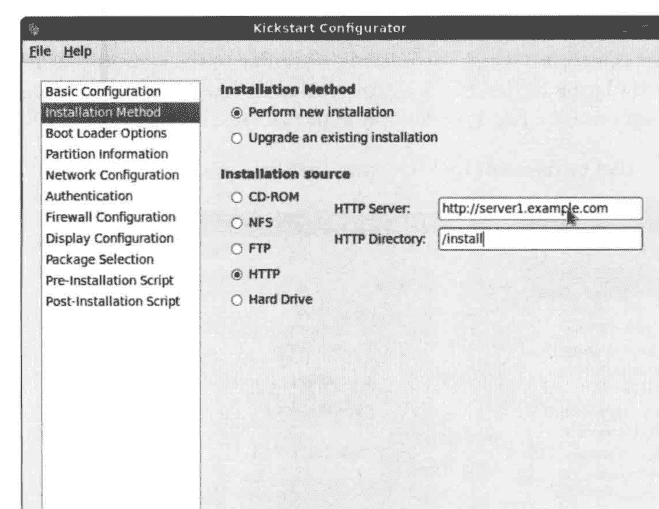 Kickstart Configurator
File Help
Basic Configuration
Installation Method
Boot Loader Options
Partition Information
Network Configuration
Authentication
Firewall Configuration
Display Configuration
Package Selection
Pre-Installation Script
Post-Installation Script
Installation Method
Perform new installation
Upgrade an existing installation
Installation source
CD-ROM
NFS
FTP
HTTP
Hard Drive
HTTP Server: http://server1.example.com
HTTP Directory: /install